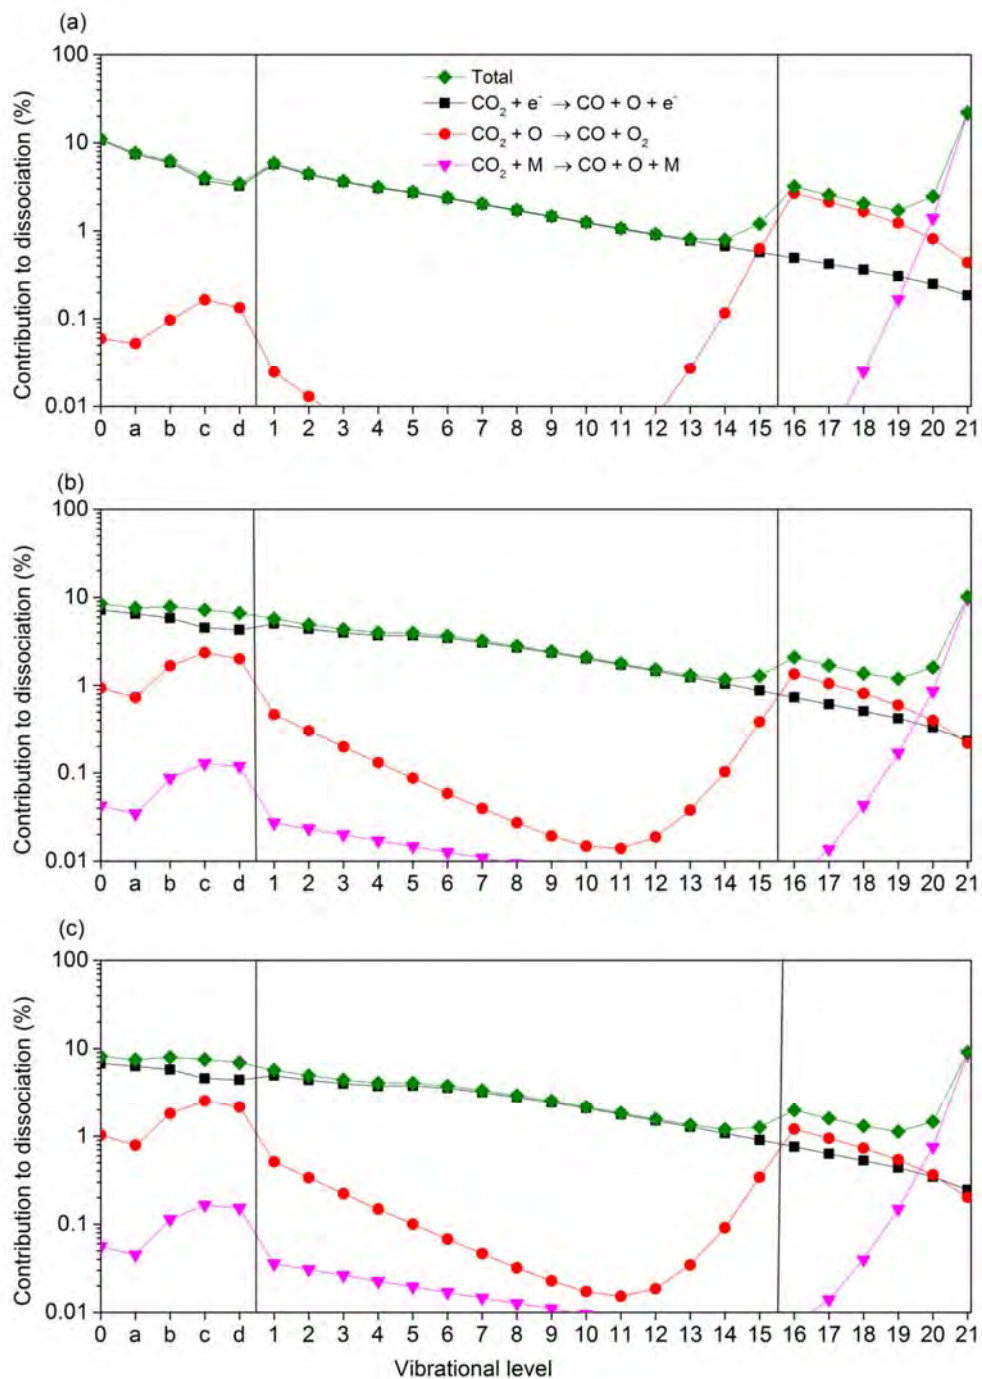 (a)
100
10
1
0.1
0.01
Contribution to dissociation (%)
Total
CO₂ + e⁻ → CO + O + e⁻
CO₂ + O → CO + O₂
CO₂ + M → CO + O + M
0 a b c d 1 2 3 4 5 6 7 8 9 10 11 12 13 14 15 16 17 18 19 20 21
(b)
100
10
1
0.1
0.01
Contribution to dissociation (%)
0 a b c d 1 2 3 4 5 6 7 8 9 10 11 12 13 14 15 16 17 18 19 20 21
(c)
100
10
1
0.1
0.01
Contribution to dissociation (%)
0 a b c d 1 2 3 4 5 6 7 8 9 10 11 12 13 14 15 16 17 18 19 20 21
Vibrational level